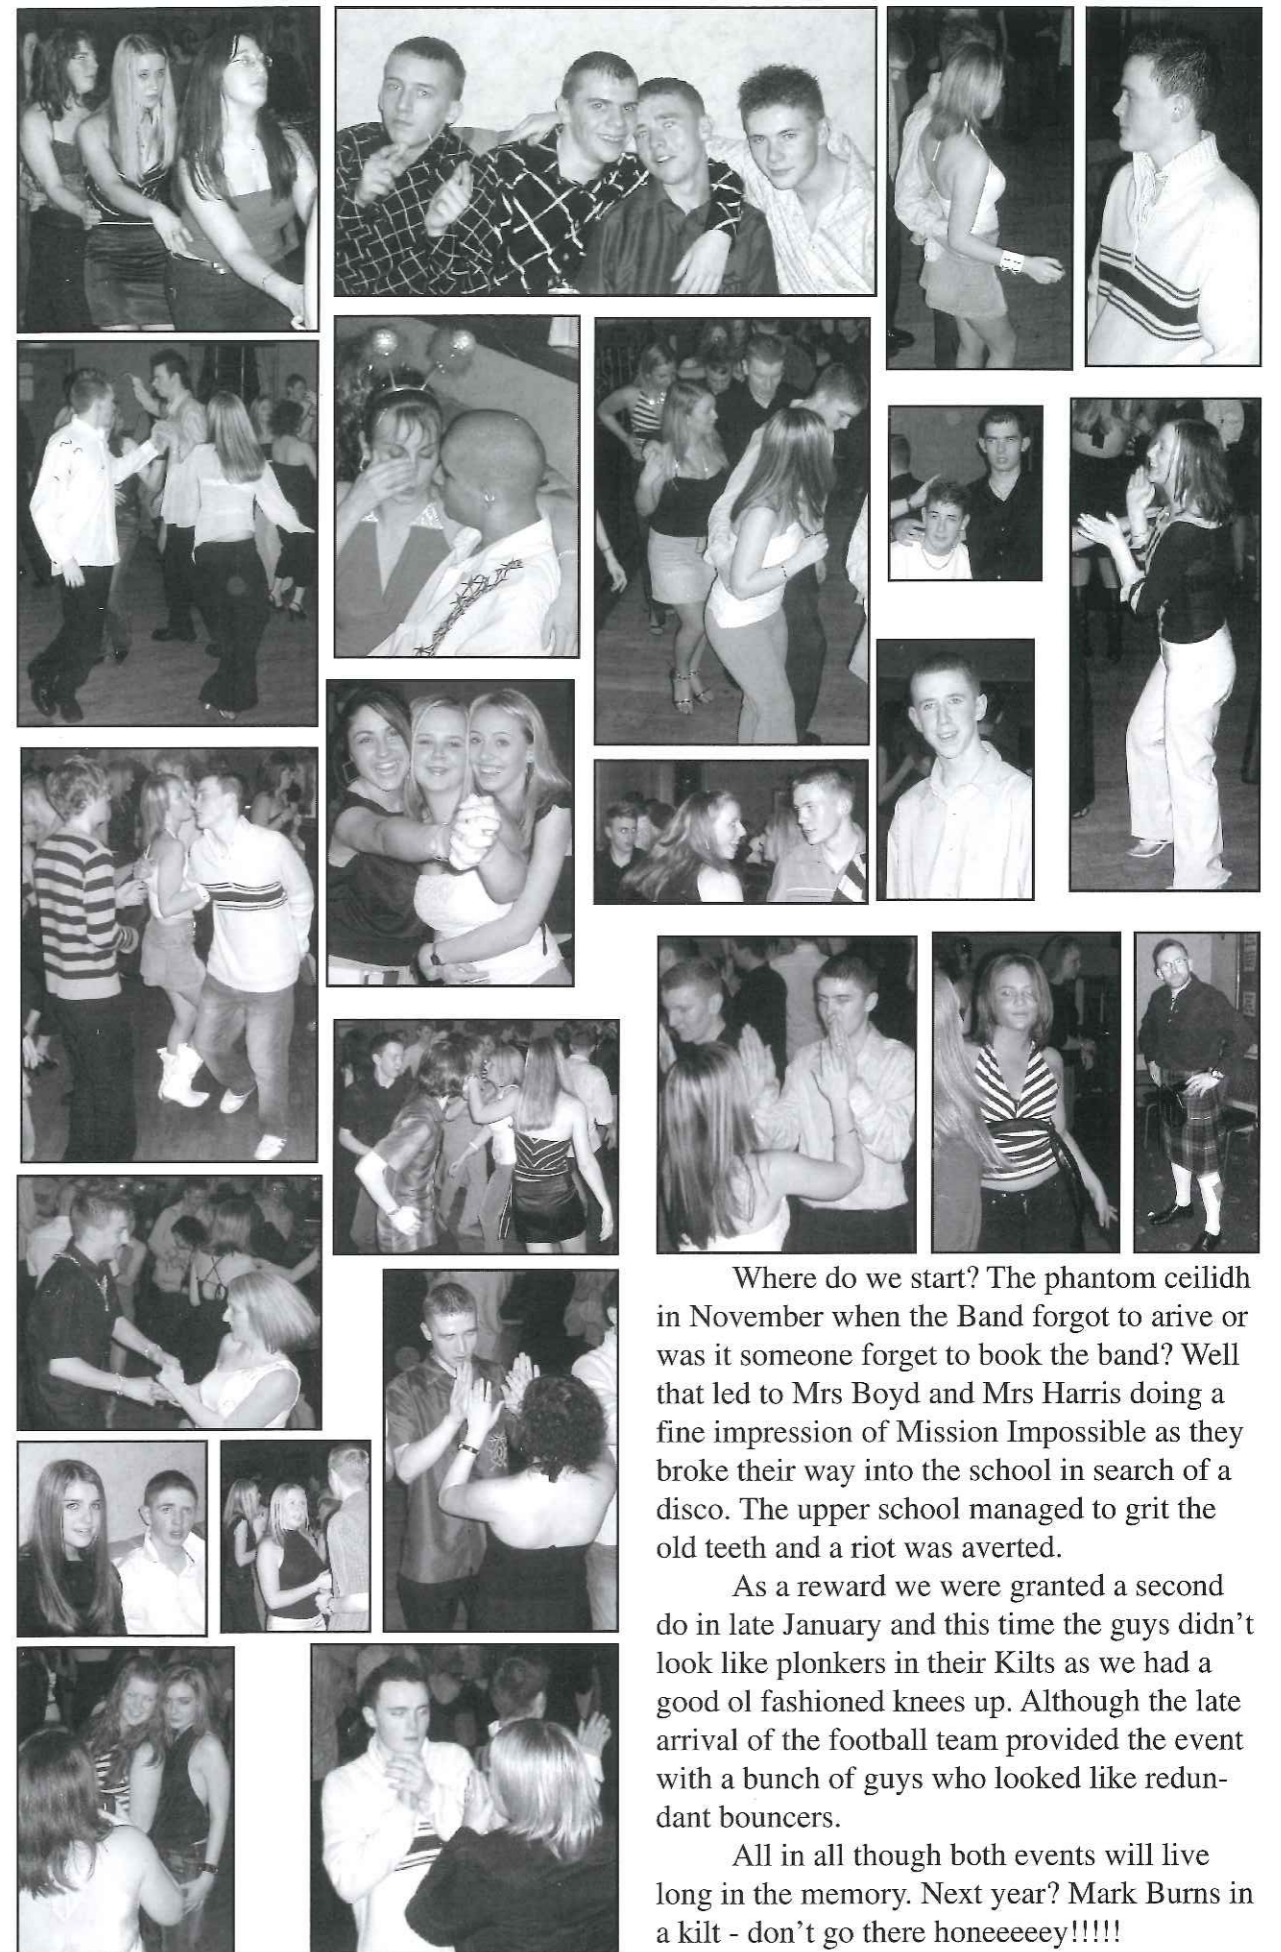 Where do we start? The phantom ceilidh
in November when the Band forgot to arive or
was it someone forget to book the band? Well
that led to Mrs Boyd and Mrs Harris doing a
fine impression of Mission Impossible as they
broke their way into the school in search of a
disco. The upper school managed to grit the
old teeth and a riot was averted.
As a reward we were granted a second
do in late January and this time the guys didn't
look like plonkers in their Kilts as we had a
good ol fashioned knees up. Although the late
arrival of the football team provided the event
with a bunch of guys who looked like redun-
dant bouncers.
All in all though both events will live
long in the memory. Next year? Mark Burns in
a kilt - don't go there honeeeeey!!!!!